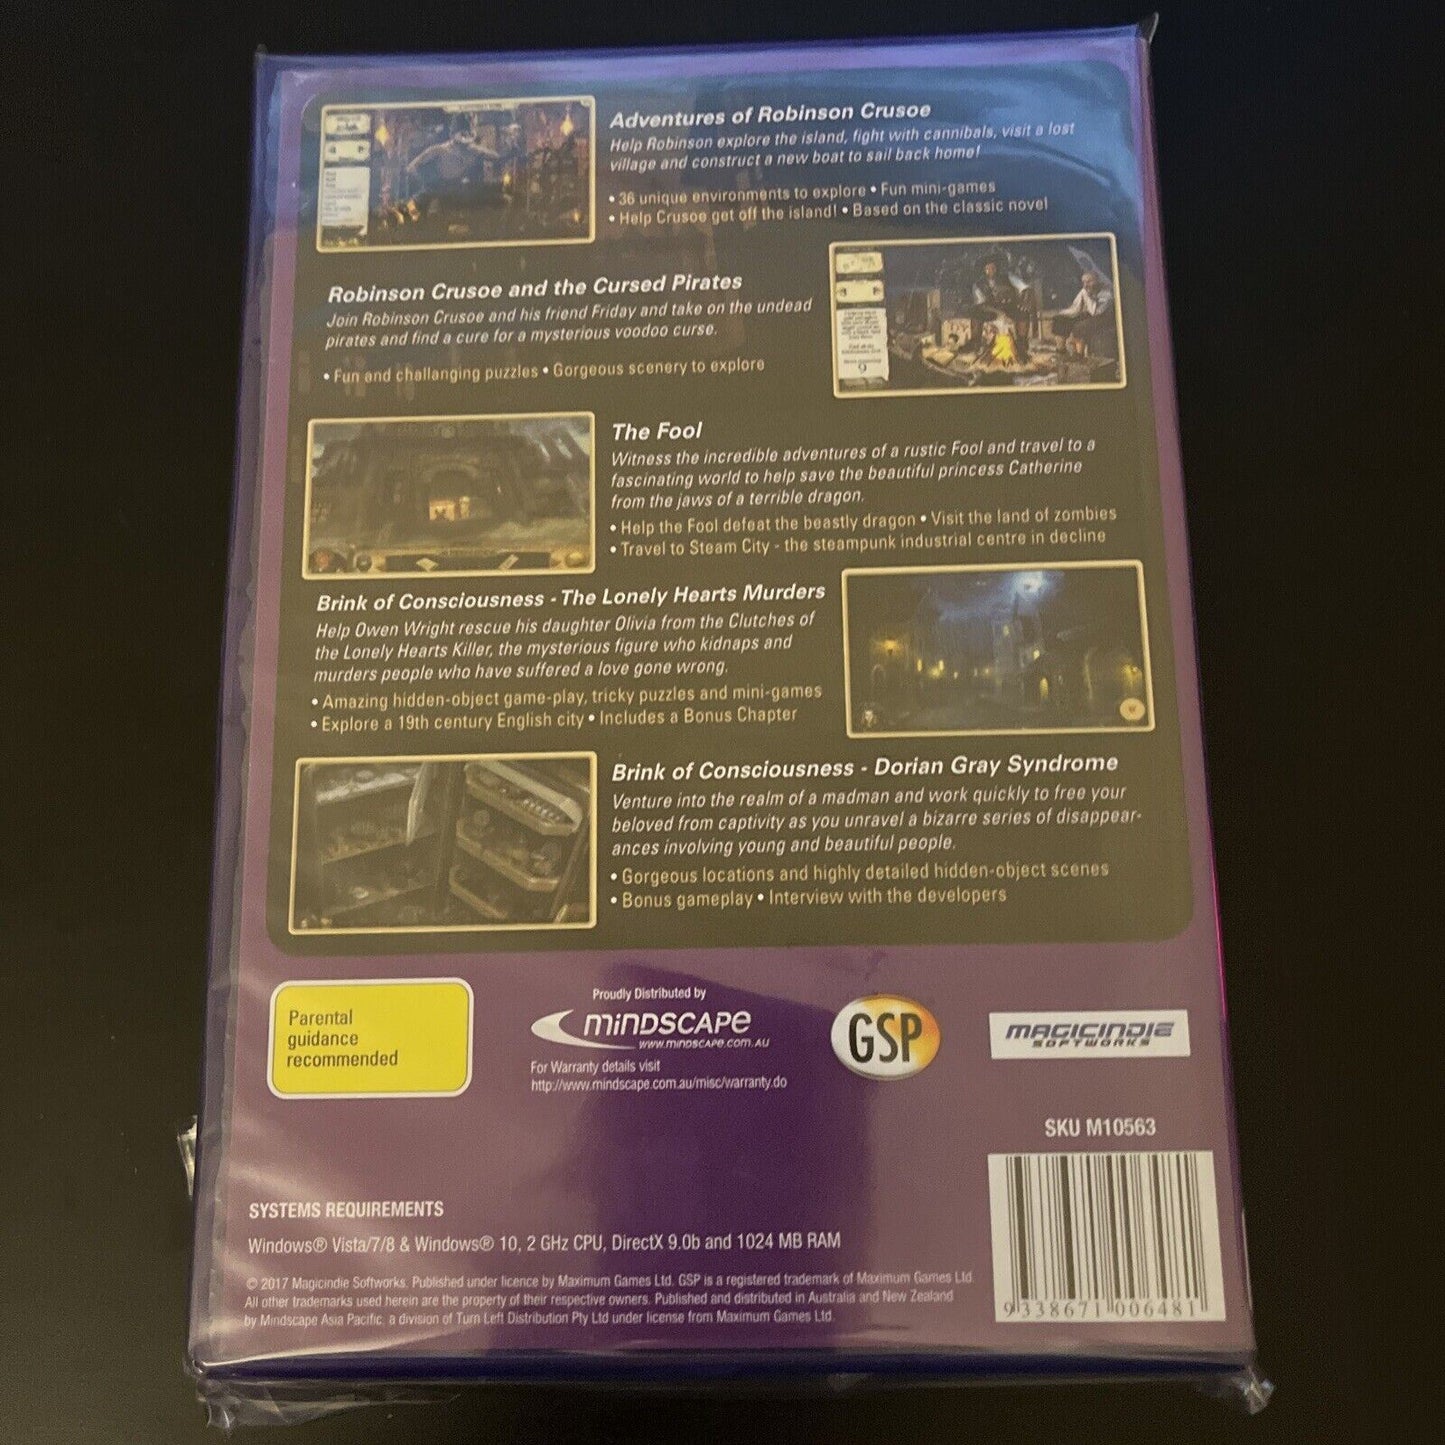 Adventures of Robinson Crusoe
Help Robinson explore the island, fight with cannibals, visit a lost
village and construct a new boat to sail back home!
• 36 unique environments to explore • Fun mini-games
• Help Crusoe get off the island! • Based on the classic novel
Robinson Crusoe and the Cursed Pirates
Join Robinson Crusoe and his friend Friday and take on the undead
pirates and find a cure for a mysterious voodoo curse.
• Fun and challanging puzzles • Gorgeous scenery to explore
9
The Fool
Witness the incredible adventures of a rustic Fool and travel to a
fascinating world to help save the beautiful princess Catherine
from the jaws of a terrible dragon.
• Help the Fool defeat the beastly dragon • Visit the land of zombies
• Travel to Steam City - the steampunk industrial centre in decline
Brink of Consciousness - The Lonely Hearts Murders
Help Owen Wright rescue his daughter Olivia from the Clutches of
the Lonely Hearts Killer, the mysterious figure who kidnaps and
murders people who have suffered a love gone wrong.
• Amazing hidden-object game-play, tricky puzzles and mini-games
• Explore a 19th century English city • Includes a Bonus Chapter
Brink of Consciousness - Dorian Gray Syndrome
Venture into the realm of a madman and work quickly to free your
beloved from captivity as you unravel a bizarre series of disappear-
ances involving young and beautiful people.
• Gorgeous locations and highly detailed hidden-object scenes
• Bonus gameplay • Interview with the developers
Parental
guidance
recommended
Proudly Distributed by
mindscape
www.mindscape.com.au
For Warranty details visit
http://www.mindscape.com.au/misc/warranty.do
GSP
MAGICINDIE
SOFTWORKS
SKU M10563
SYSTEMS REQUIREMENTS
Windows® Vista/7/8 & Windows® 10, 2 GHz CPU, DirectX 9.0b and 1024 MB RAM
© 2017 Magicindie Softworks. Published under licence by Maximum Games Ltd. GSP is a registered trademark of Maximum Games Ltd.
All other trademarks used herein are the property of their respective owners. Published and distributed in Australia and New Zealand
by Mindscape Asia Pacific, a division of Turn Left Distribution Pty Ltd under license from Maximum Games Ltd.
9 338671 006481